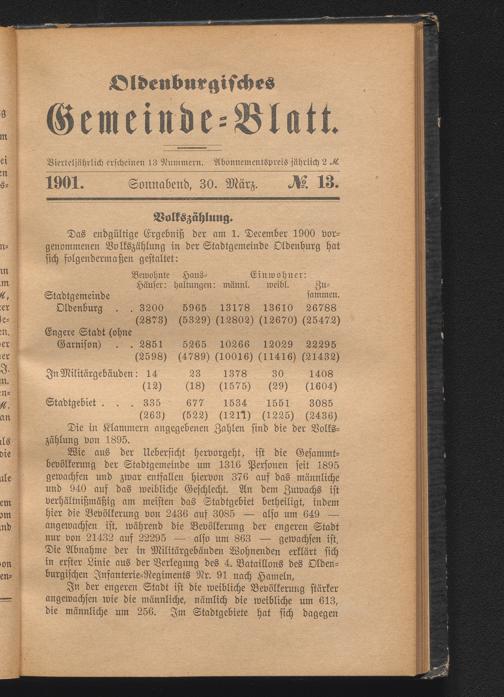 Oldenburgisches
Gemeinde=Blatt.
Vierteljährlich erscheinen 13 Nummern. Abonnementspreis jährlich 2 ℳ
1901. Sonnabend, 30. März. № 13.
Volkszählung.
Das endgültige Ergebniß der am 1. December 1900 vor-
genommenen Volkszählung in der Stadtgemeinde Oldenburg hat
sich folgendermaßen gestaltet:
Bewohnte Haus- Einwohner:
Häuser: haltungen: männl. weibl. Zu-
Stadtgemeinde sammen.
Oldenburg . . 3200 5965 13178 13610 26788
(2873) (5329) (12802) (12670) (25472)
Engere Stadt (ohne
Garnison) . . 2851 5265 10266 12029 22295
(2598) (4789) (10016) (11416) (21432)
In Militärgebäuden: 14 23 1378 30 1408
(12) (18) (1575) (29) (1604)
Stadtgebiet . . . 335 677 1534 1551 3085
(263) (522) (1211) (1225) (2436)
Die in Klammern angegebenen Zahlen sind die der Volks-
zählung von 1895.
Wie aus der Uebersicht hervorgeht, ist die Gesammt-
bevölkerung der Stadtgemeinde um 1316 Personen seit 1895
gewachsen und zwar entfallen hiervon 376 auf das männliche
und 940 auf das weibliche Geschlecht. An dem Zuwachs ist
verhältnißmäßig am meisten das Stadtgebiet betheiligt, indem
hier die Bevölkerung von 2436 auf 3085 — also um 649 —
angewachsen ist, während die Bevölkerung der engeren Stadt
nur von 21432 auf 22295 — also um 863 — gewachsen ist.
Die Abnahme der in Militärgebäuden Wohnenden erklärt sich
in erster Linie aus der Verlegung des 4. Bataillons des Olden-
burgischen Infanterie-Regiments Nr. 91 nach Hameln.
In der engeren Stadt ist die weibliche Bevölkerung stärker
angewachsen wie die männliche, nämlich die weibliche um 613,
die männliche um 256. Im Stadtgebiete hat sich dagegen